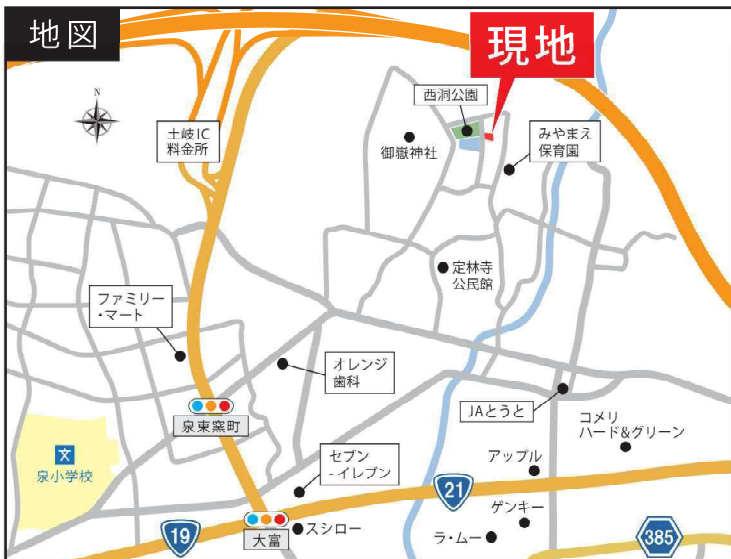 地図
現地
N
西洞公園
土岐IC
料金所
御嶽神社
みやまえ
保育園
定林寺
公民館
ファミリー
・マート
オレンジ
歯科
泉東窯町
JAとうと
コメリ
ハード&グリーン
文
泉小学校
セブン
-イレブン
アップル
21
ゲンキー
19
大富
スシロー
ラ・ムー
385